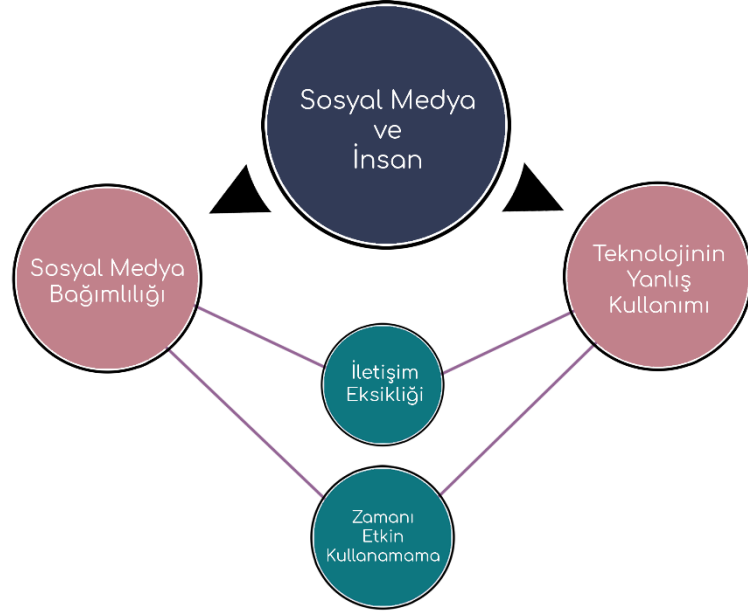 Sosyal Medya
ve
İnsan
Sosyal Medya
Bağımlılığı
Teknolojinin
Yanlış
Kullanımı
İletişim
Eksikliği
Zamanı
Etkin
Kullanamama